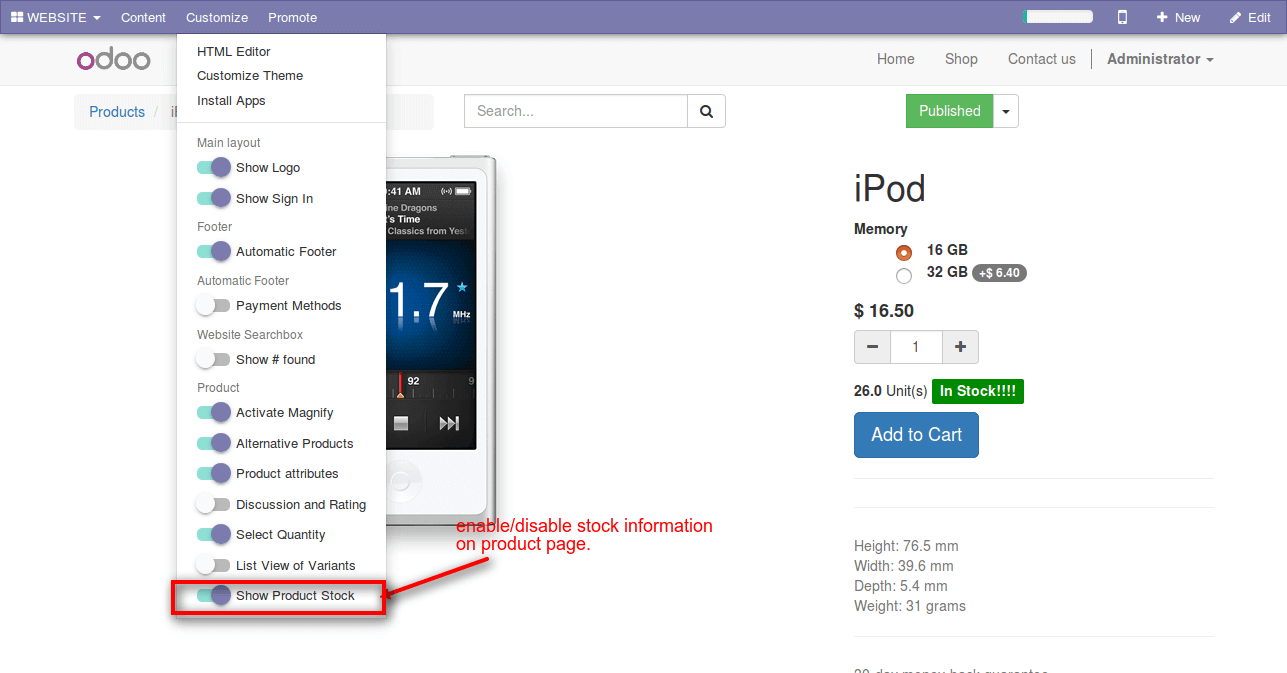 WEBSITE Content Customize Promote New Edit
odoo
Home Shop Contact us Administrator
HTML Editor
Customize Theme
Install Apps
Products /
Search...
Published
Main layout
Show Logo
Show Sign In
Footer
Automatic Footer
Automatic Footer
Payment Methods
Website Searchbox
Show # found
Product
Activate Magnify
Alternative Products
Product attributes
Discussion and Rating
Select Quantity
List View of Variants
Show Product Stock
:41 AM
ine Dragons
's Time
Classics from Yest
1.7
MHz
92 9
enable/disable stock information
on product page.
iPod
Memory
16 GB
32 GB +$ 6.40
$ 16.50
1
26.0 Unit(s) In Stock!!!!
Add to Cart
Height: 76.5 mm
Width: 39.6 mm
Depth: 5.4 mm
Weight: 31 grams